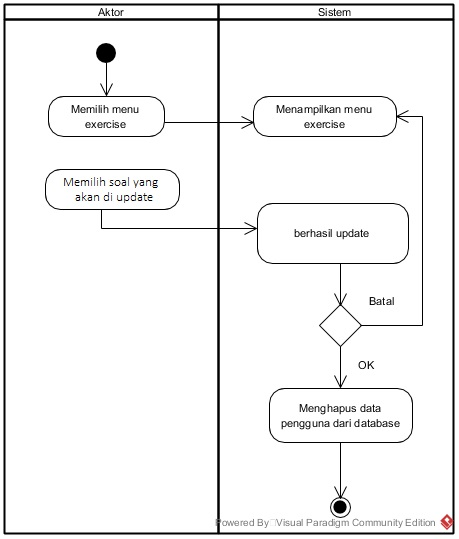 Aktor
Sistem
Memilih menu
exercise
Menampilkan menu
exercise
Memilih soal yang
akan di update
berhasil update
Batal
OK
Menghapus data
pengguna dari database
Powered By Visual Paradigm Community Edition